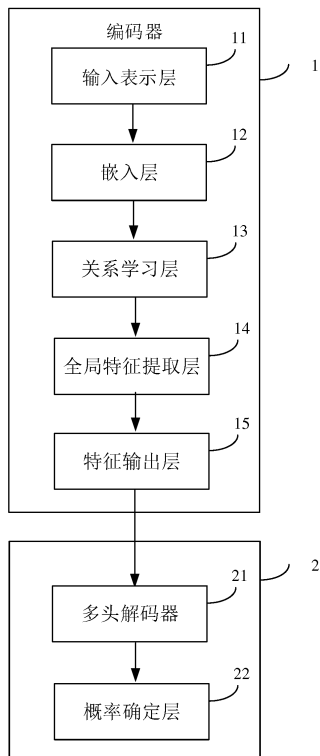 编码器
11
输入表示层
1
12
嵌入层
13
关系学习层
14
全局特征提取层
15
特征输出层
2
21
多头解码器
22
概率确定层